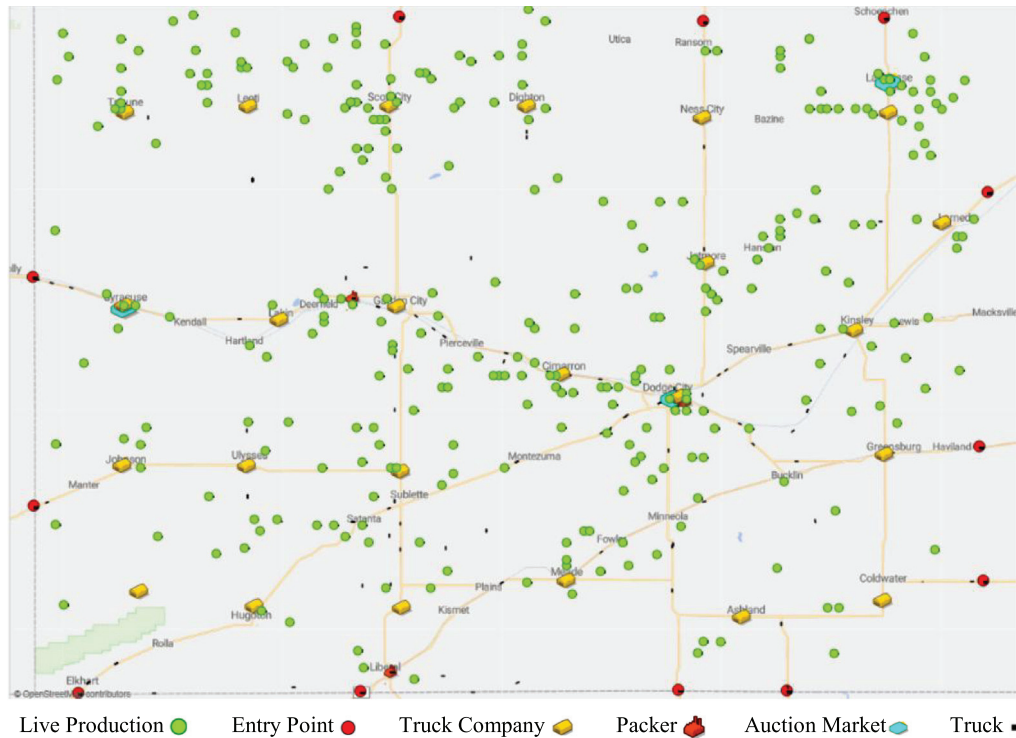 Schoenchen
Utica
Ransom
LaCrosse
Tribune
Leoti
Scott City
Dighton
Ness City
Bazine
Larned
Hanston
Jetmore
Syracuse
Deerfield
Garden City
Lakin
Kendall
Hartland
Pierceville
Kinsley
Lewis
Macksville
Spearville
Cimarron
Dodge City
Johnson
Ulysses
Montezuma
Greensburg
Haviland
Manter
Sublette
Bucklin
Satanta
Minneola
Fowler
Meade
Plains
Coldwater
Hugoton
Kismet
Ashland
Rolla
Liberal
Elkhart
© OpenStreetMap contributors
Live Production Entry Point Truck Company Packer Auction Market Truck